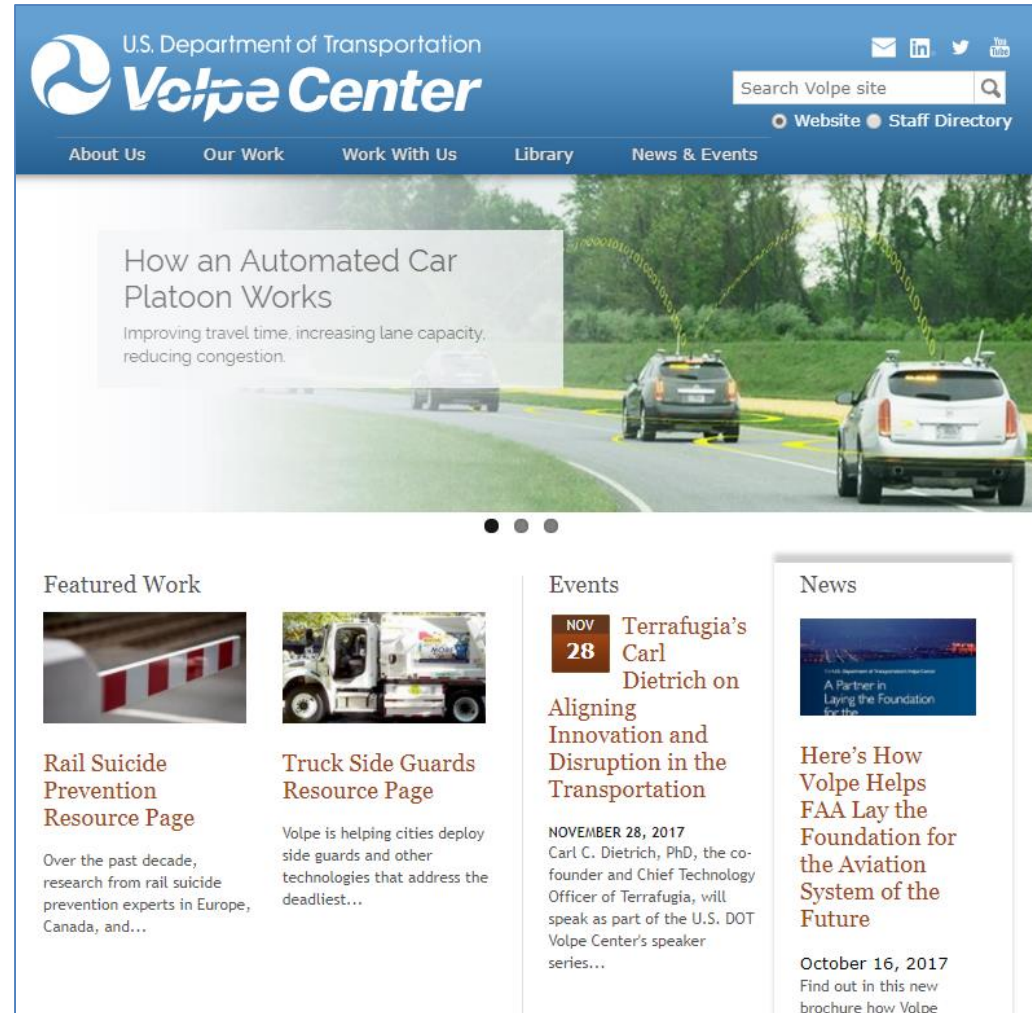 U.S. Department of Transportation
Volpe Center
You
Tube
Search Volpe site
Website Staff Directory
About Us Our Work Work With Us Library News & Events
How an Automated Car
Platoon Works
Improving travel time, increasing lane capacity,
reducing congestion.
Featured Work
Rail Suicide
Prevention
Resource Page
Over the past decade,
research from rail suicide
prevention experts in Europe,
Canada, and...
Truck Side Guards
Resource Page
Volpe is helping cities deploy
side guards and other
technologies that address the
deadliest...
Events
NOV
28
Terrafugia's
Carl
Dietrich on
Aligning
Innovation and
Disruption in the
Transportation
NOVEMBER 28, 2017
Carl C. Dietrich, PhD, the co-
founder and Chief Technology
Officer of Terrafugia, will
speak as part of the U.S. DOT
Volpe Center's speaker
series...
News
A Partner in
Laying the Foundation
for the
Here's How
Volpe Helps
FAA Lay the
Foundation for
the Aviation
System of the
Future
October 16, 2017
Find out in this new
brochure how Volpe